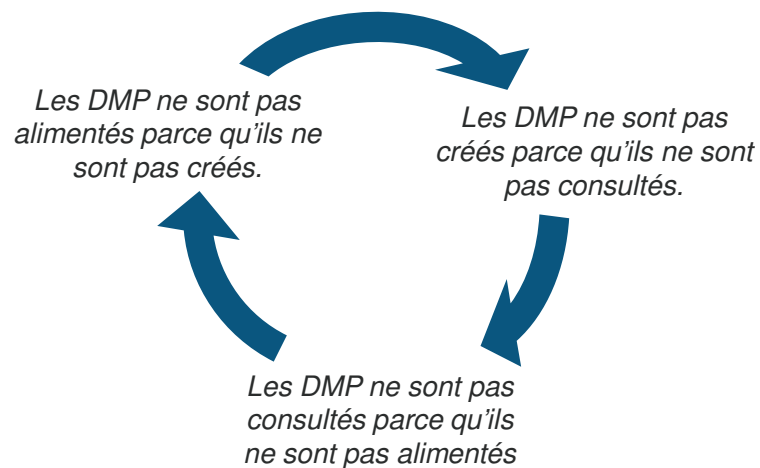 Les DMP ne sont pas
alimentés parce qu'ils ne
sont pas créés.
Les DMP ne sont pas
créés parce qu'ils ne sont
pas consultés.
Les DMP ne sont pas
consultés parce qu'ils
ne sont pas alimentés